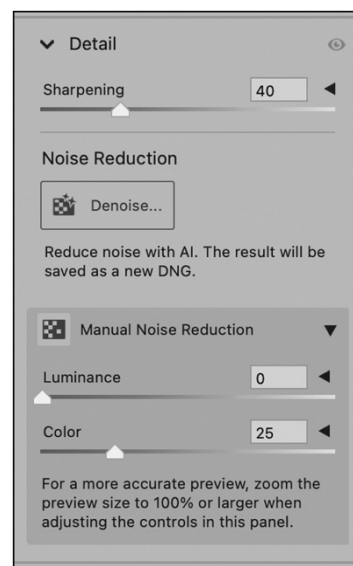 Detail
Sharpening 40
Noise Reduction
Denoise...
Reduce noise with AI. The result will be
saved as a new DNG.
Manual Noise Reduction
Luminance 0
Color 25
For a more accurate preview, zoom the
preview size to 100% or larger when
adjusting the controls in this panel.